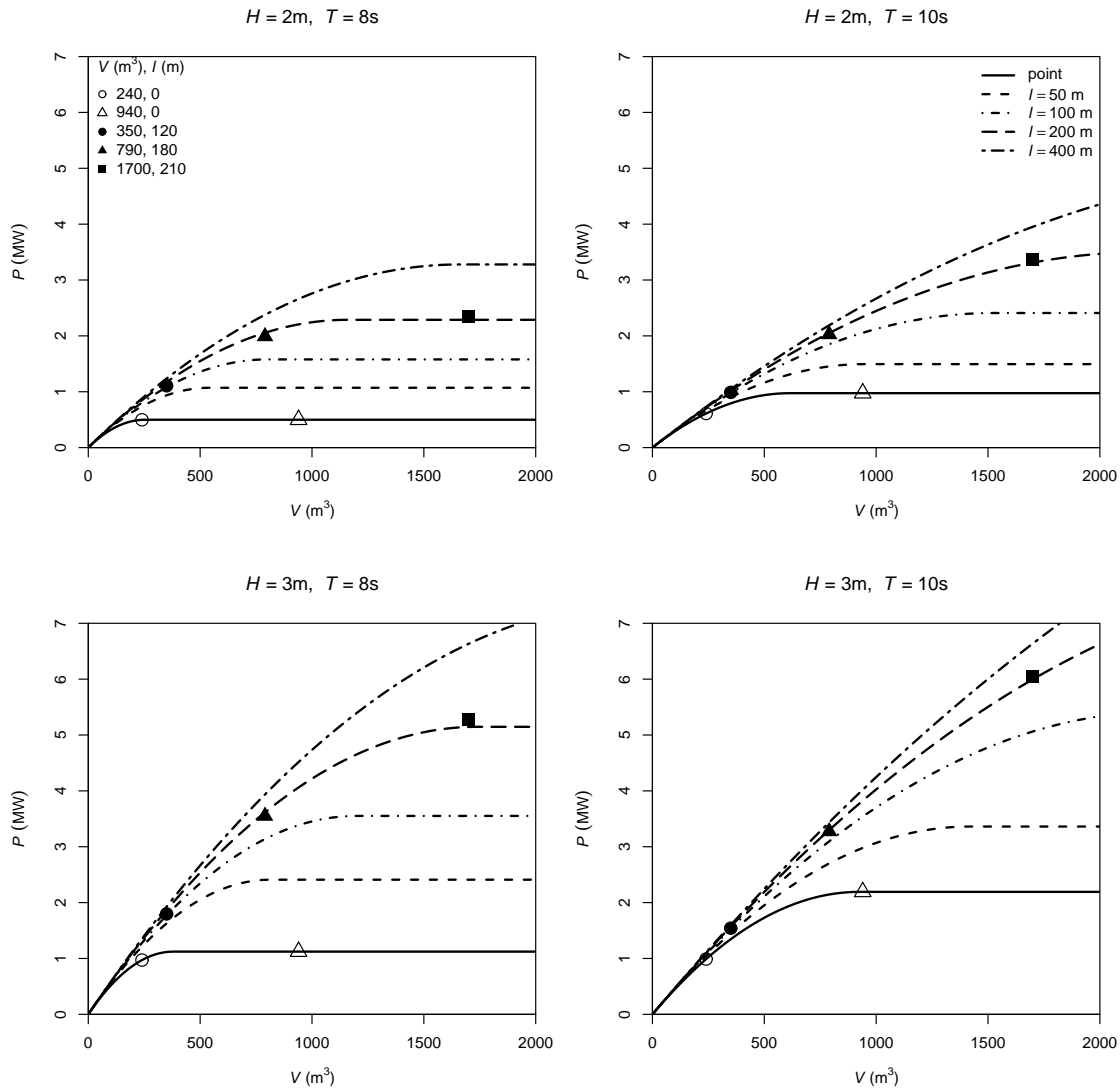 H = 2m, T = 8s
P (MW)
7
6
5
4
3
2
1
0
V (m³), l (m)
240, 0
940, 0
350, 120
790, 180
1700, 210
0 500 1000 1500 2000
V (m³)
H = 2m, T = 10s
P (MW)
7
6
5
4
3
2
1
0
point
l = 50 m
l = 100 m
l = 200 m
l = 400 m
0 500 1000 1500 2000
V (m³)
H = 3m, T = 8s
P (MW)
7
6
5
4
3
2
1
0
0 500 1000 1500 2000
V (m³)
H = 3m, T = 10s
P (MW)
7
6
5
4
3
2
1
0
0 500 1000 1500 2000
V (m³)